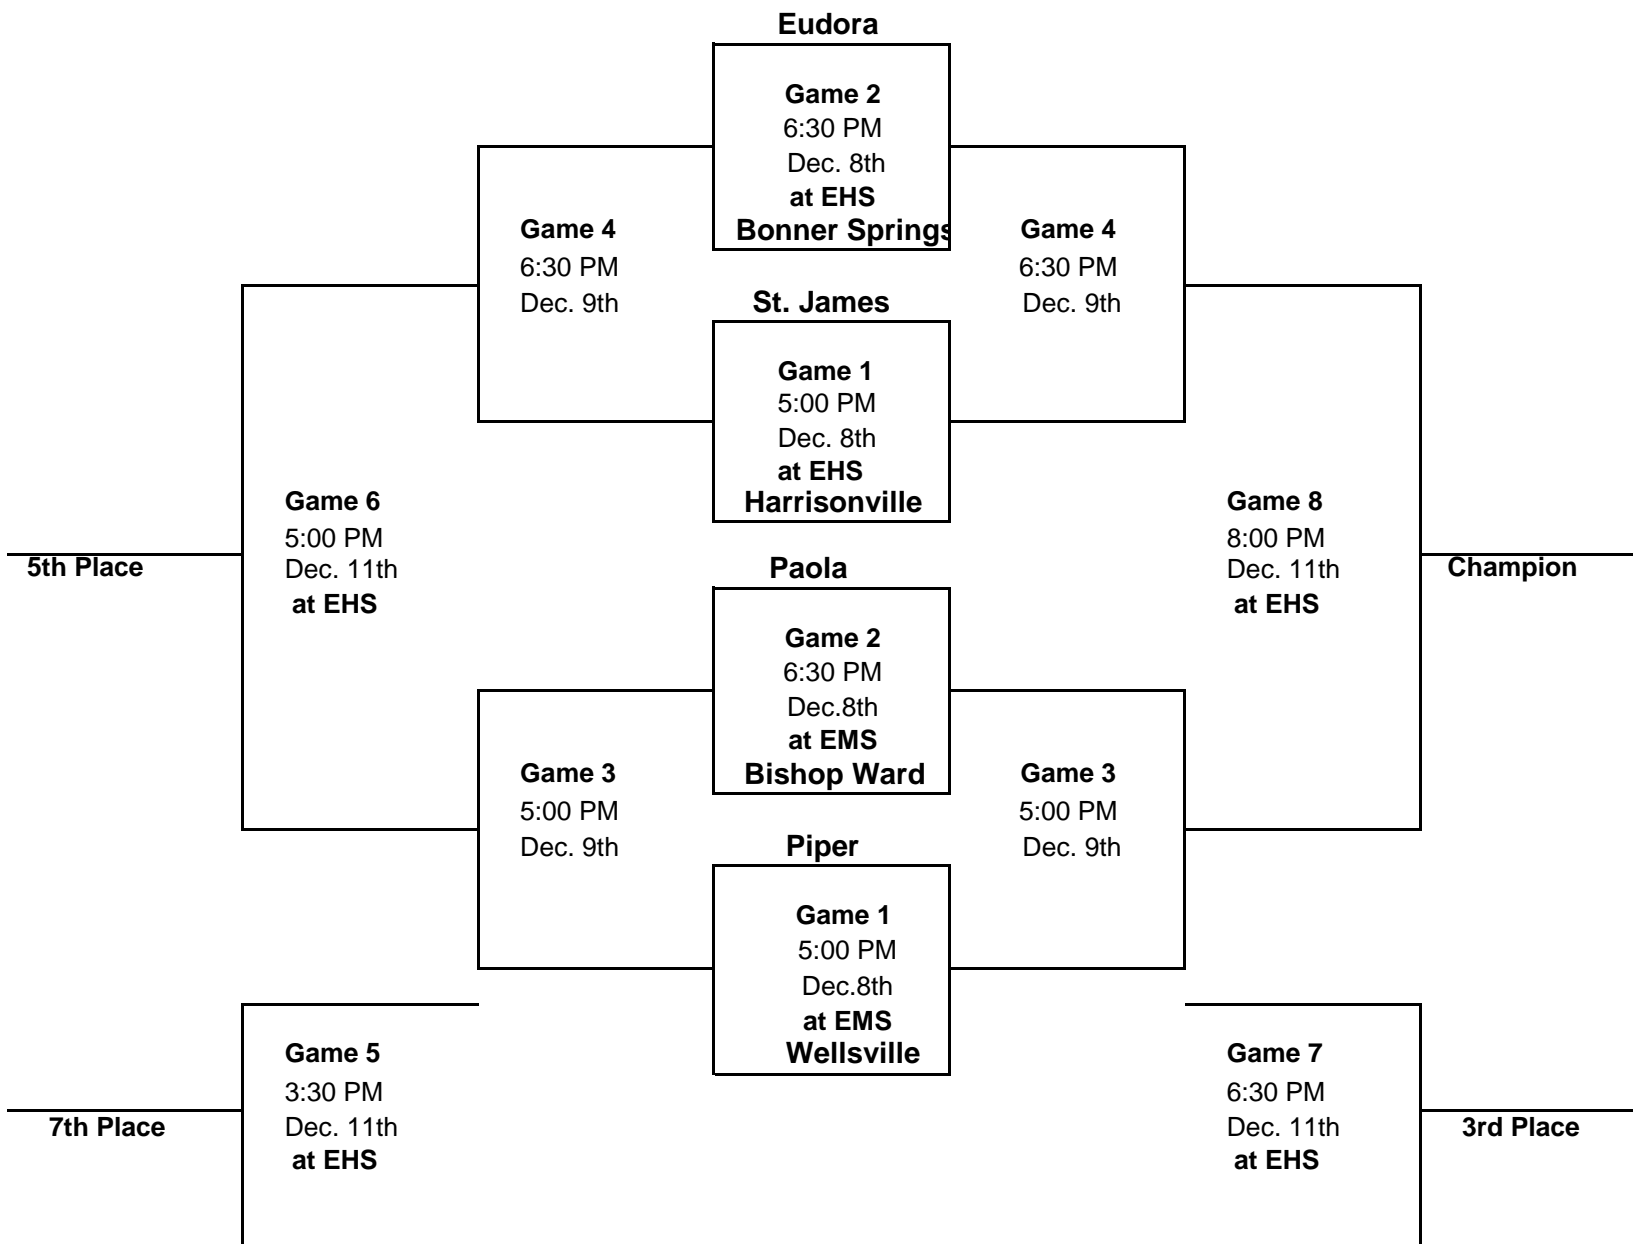 Eudora
Game 2
6:30 PM
Dec. 8th
at EHS
Bonner Springs
Game 4
6:30 PM
Dec. 9th
Game 4
6:30 PM
Dec. 9th
St. James
Game 1
5:00 PM
Dec. 8th
at EHS
Harrisonville
Game 6
5:00 PM
Dec. 11th
at EHS
5th Place
Game 8
8:00 PM
Dec. 11th
at EHS
Champion
Paola
Game 2
6:30 PM
Dec.8th
at EMS
Bishop Ward
Game 3
5:00 PM
Dec. 9th
Game 3
5:00 PM
Dec. 9th
Piper
Game 1
5:00 PM
Dec.8th
at EMS
Wellsville
Game 5
3:30 PM
Dec. 11th
at EHS
7th Place
Game 7
6:30 PM
Dec. 11th
at EHS
3rd Place